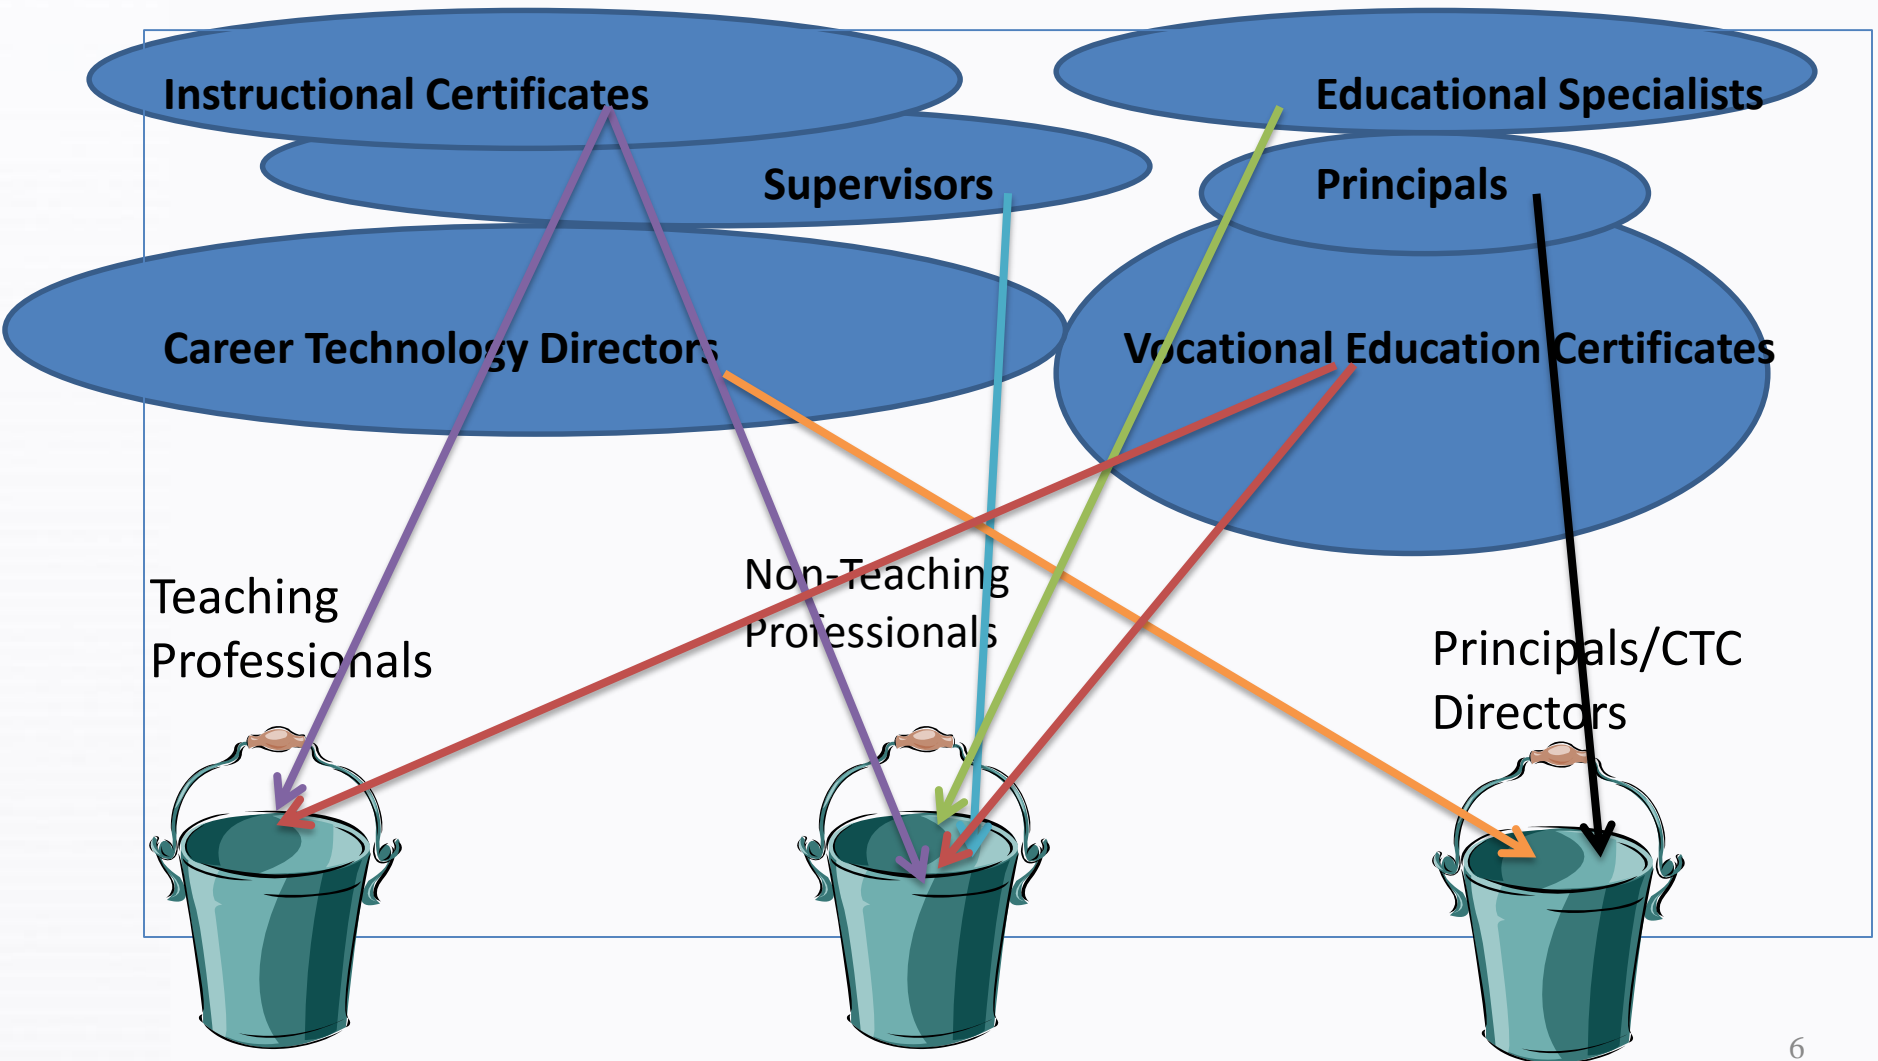 Instructional Certificates
Educational Specialists
Supervisors
Principals
Career Technology Directors
Vocational Education Certificates
Teaching
Professionals
Non-Teaching
Professionals
Principals/CTC
Directors
6